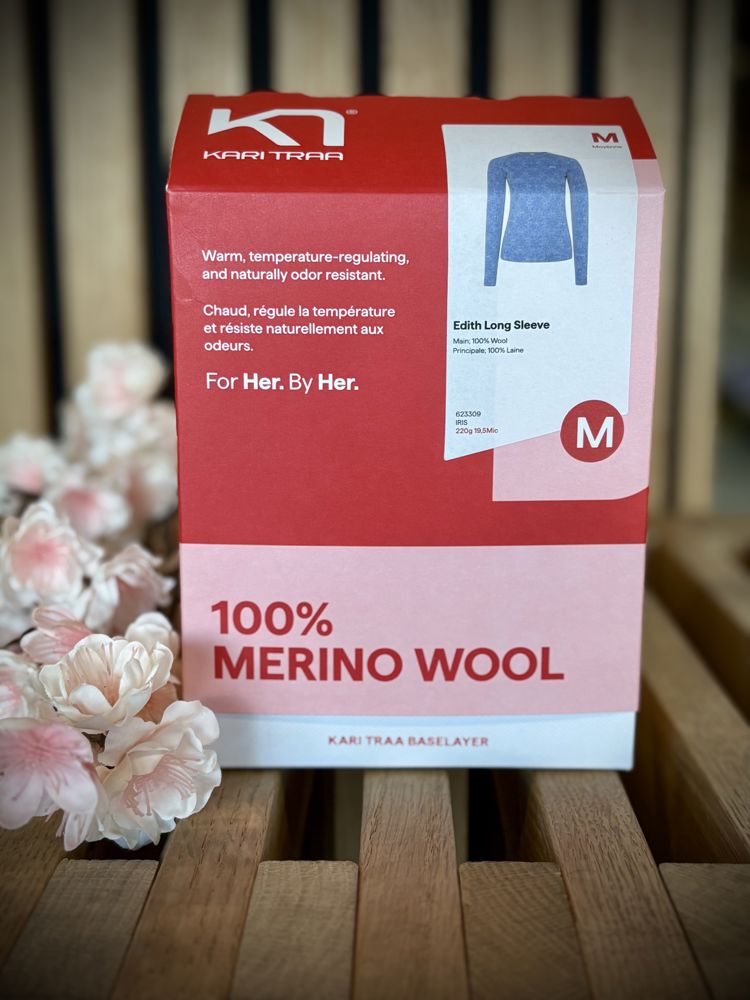 KARI TRAA
M
Moyenne
Warm, temperature-regulating,
and naturally odor resistant.
Chaud, régule la température
et résiste naturellement aux
odeurs.
For Her. By Her.
Edith Long Sleeve
Main; 100% Wool
Principale; 100% Laine
623309
IRIS
220g 19,5Mic
M
100%
MERINO WOOL
KARI TRAA BASELAYER